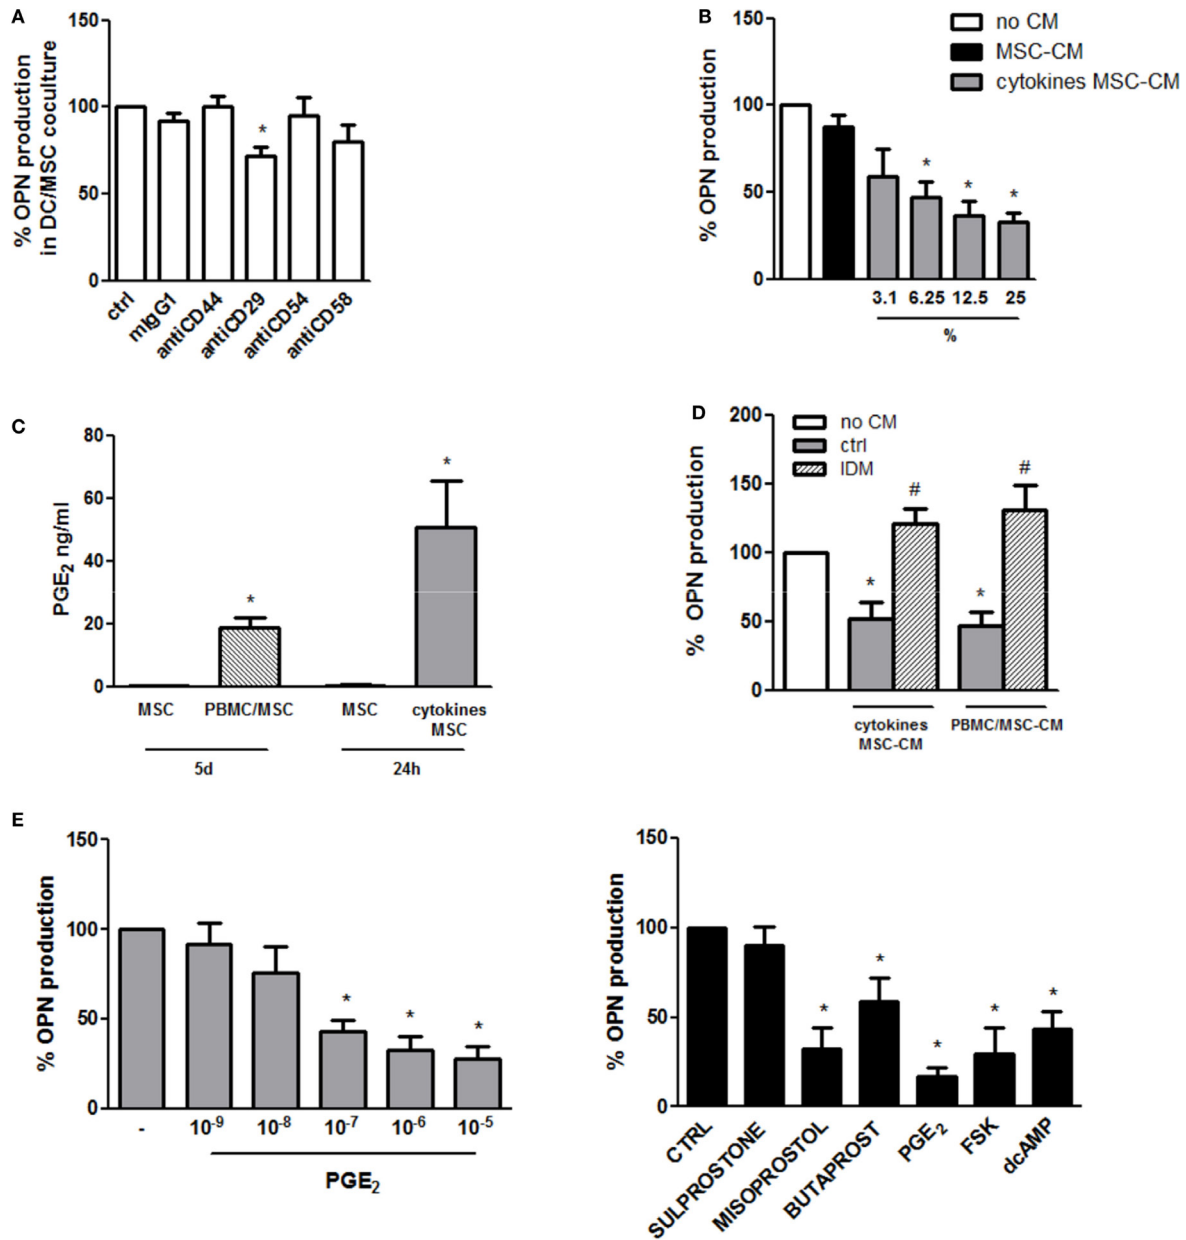 A
% OPN production
in DC/MSC coculture
150
100
50
0
ctrl
mIgG1
antiCD44
antiCD29
antiCD54
antiCD58
*
B
% OPN production
150
100
50
0
no CM
MSC-CM
cytokines MSC-CM
*
*
*
3.1 6.25 12.5 25
%
C
PGE2 ng/ml
80
60
40
20
0
*
*
MSC PBMC/MSC MSC cytokines
MSC
5d 24h
D
% OPN production
200
150
100
50
0
no CM
ctrl
IDM
*
#
*
#
cytokines
MSC-CM
PBMC/MSC-CM
E
% OPN production
150
100
50
0
*
*
*
- 10-9 10-8 10-7 10-6 10-5
PGE2
% OPN production
150
100
50
0
*
*
*
*
*
CTRL
SULPROSTONE
MISOPROSTOL
BUTAPROST
PGE2
FSK
dcAMP